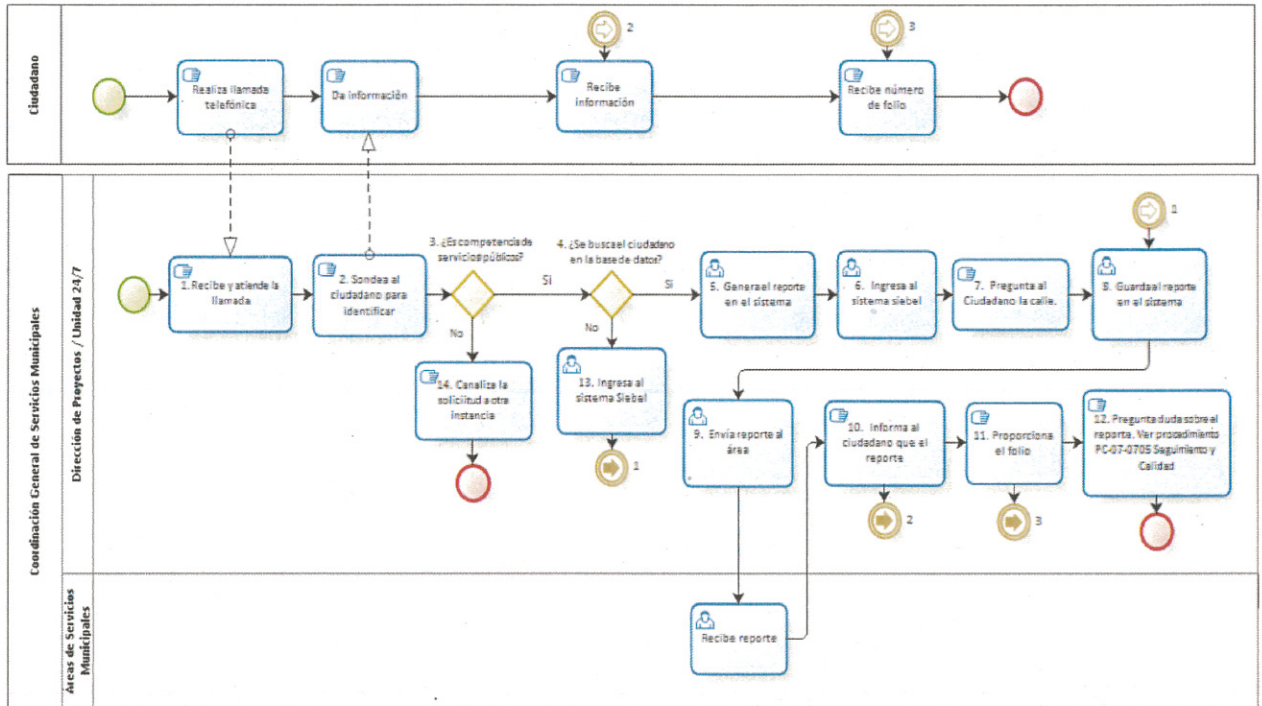 Ciudadano
Realiza llamada
telefónica
Da información
2
Recibe
información
3
Recibe número
de folio
Coordinación General de Servicios Municipales
Dirección de Proyectos / Unidad 24/7
1. Recibe y atiende la
llamada
2. Sondea al
ciudadano para
identificar
3. ¿Es competencia de
servicios públicos?
Si
No
14. Canaliza la
solicitud a otra
instancia
4. ¿Se busca el ciudadano
en la base de datos?
Si
No
13. Ingresa al
sistema Siebel
1
5. Genera el reporte
en el sistema
6. Ingresa al
sistema siebel
7. Pregunta al
Ciudadano la calle.
1
8. Guarda el reporte
en el sistema
9. Envía reporte al
área
10. Informa al
ciudadano que el
reporte
2
11. Proporciona
el folio
3
12. Pregunta duda sobre el
reporte. Ver procedimiento
PC-07-0705 Seguimiento y
Calidad
Áreas de Servicios
Municipales
Recibe reporte